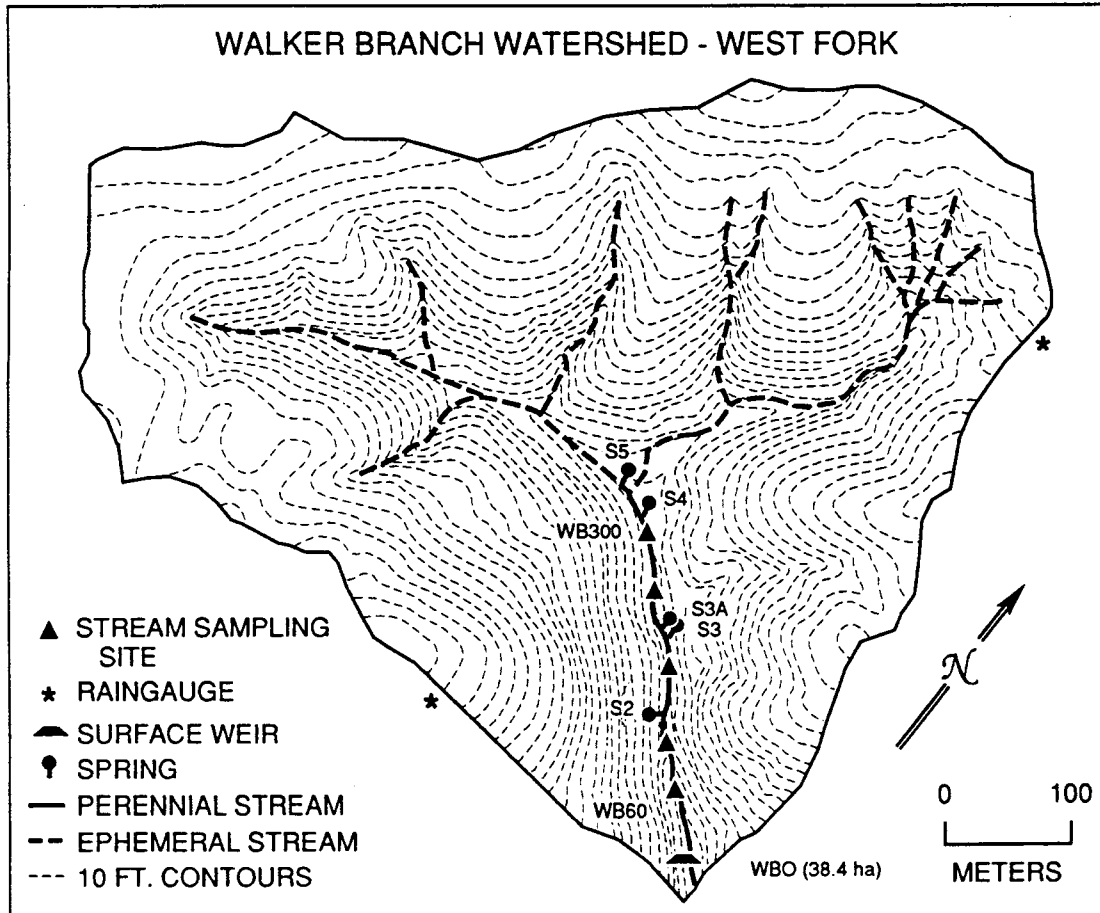 WALKER BRANCH WATERSHED - WEST FORK
S5
S4
WB300
S3A
S3
S2
WB60
WBO (38.4 ha)
N
0 100
METERS
STREAM SAMPLING
SITE
RAINGAUGE
SURFACE WEIR
SPRING
PERENNIAL STREAM
EPHEMERAL STREAM
10 FT. CONTOURS